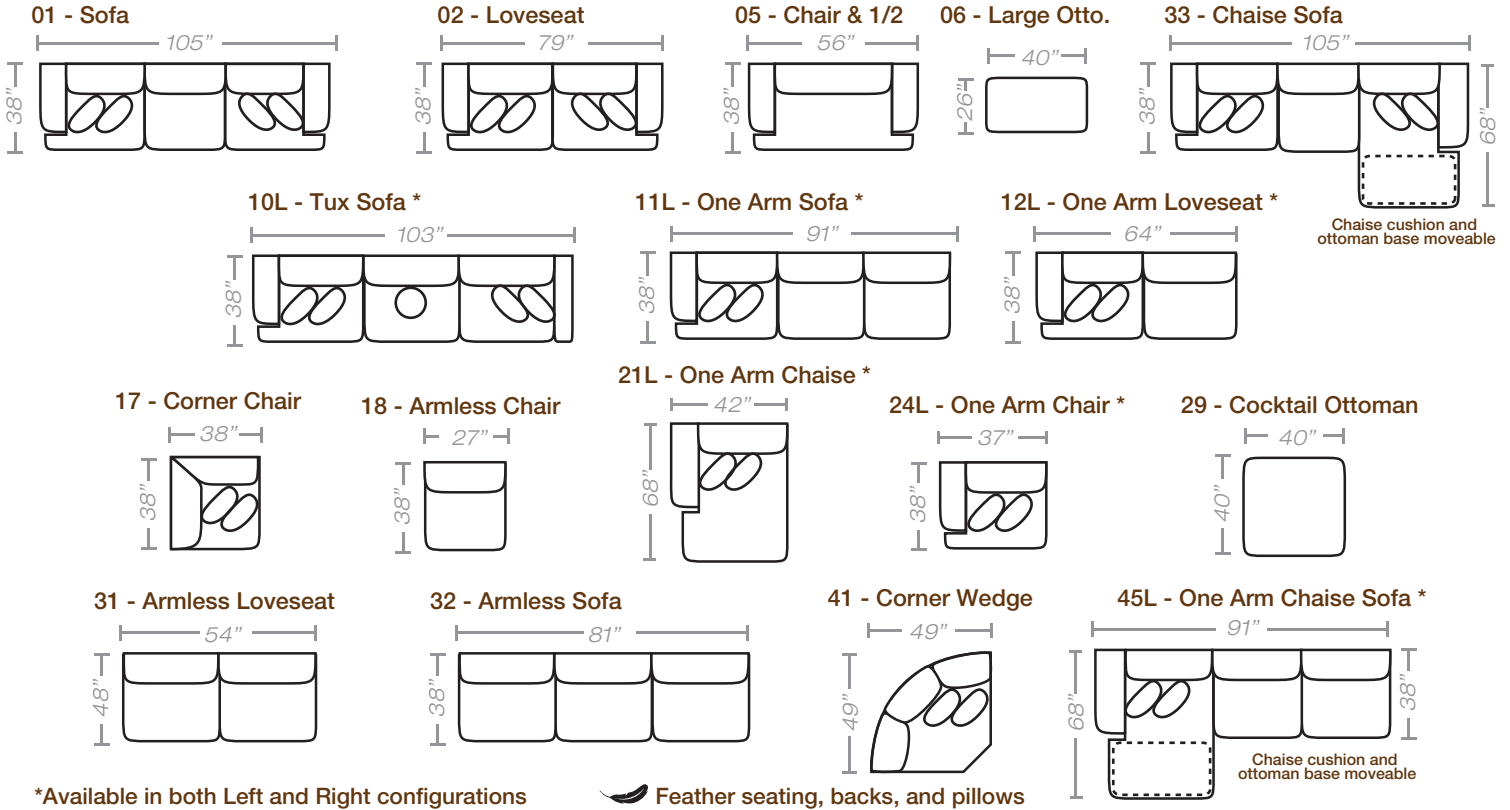 01 - Sofa
02 - Loveseat
05 - Chair & 1/2
06 - Large Otto.
33 - Chaise Sofa
105”
79”
56”
40”
105”
38”
38”
38”
26”
38”
68”
Chaise cushion and
ottoman base moveable
10L - Tux Sofa *
11L - One Arm Sofa *
12L - One Arm Loveseat *
103”
91”
64”
38”
38”
38”
17 - Corner Chair
18 - Armless Chair
21L - One Arm Chaise *
24L - One Arm Chair *
29 - Cocktail Ottoman
38”
27”
42”
37”
40”
38”
38”
68”
38”
40”
31 - Armless Loveseat
32 - Armless Sofa
41 - Corner Wedge
45L - One Arm Chaise Sofa *
54”
81”
49”
91”
48”
38”
49”
68”
38”
Chaise cushion and
ottoman base moveable
*Available in both Left and Right configurations
Feather seating, backs, and pillows